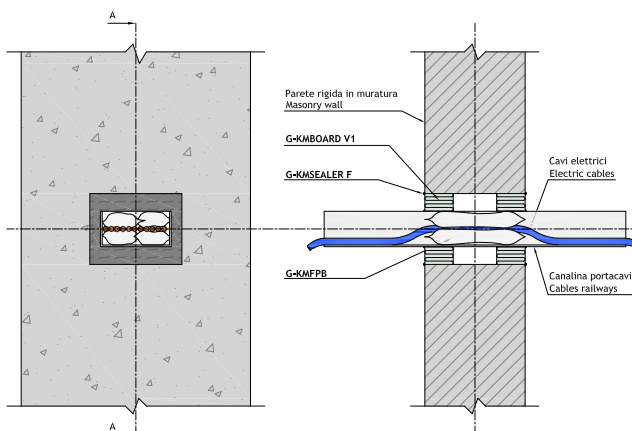 A
Parete rigida in muratura
Masonry wall
G-KMBOARD V1
G-KMSEALER F
Cavi elettrici
Electric cables
G-KMFPB
Canalina portacavi
Cables railways
A